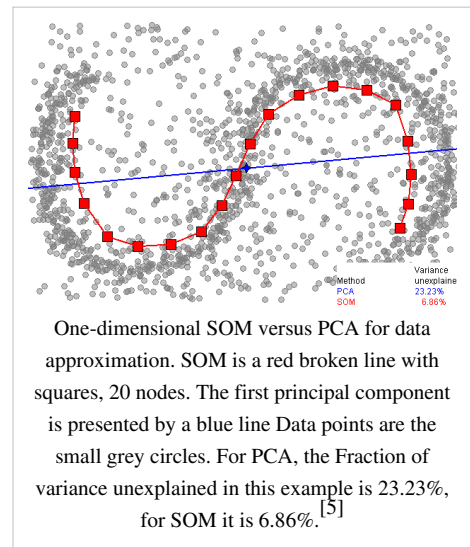 Variance
Method unexplaine
PCA 23.23%
SOM 6.86%
One-dimensional SOM versus PCA for data
approximation. SOM is a red broken line with
squares, 20 nodes. The first principal component
is presented by a blue line Data points are the
small grey circles. For PCA, the Fraction of
variance unexplained in this example is 23.23%,
for SOM it is 6.86%.[5]